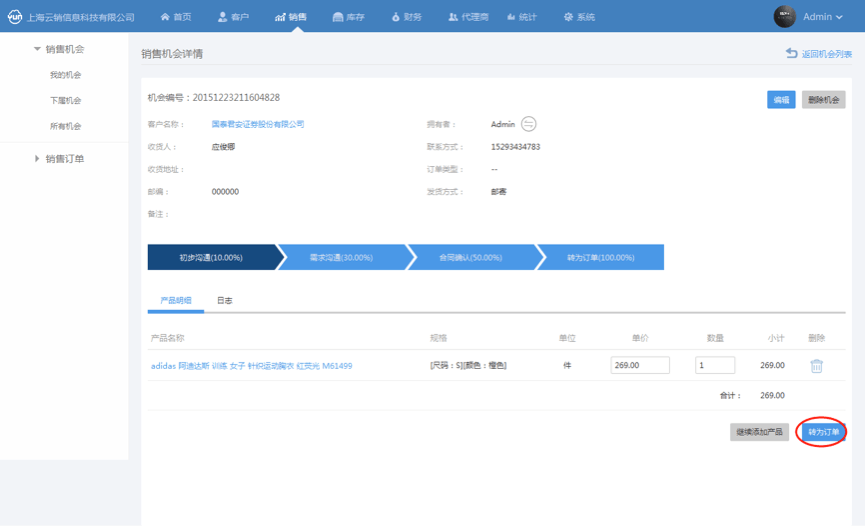 yun 上海云销信息科技有限公司 首页 客户 销售 库存 财务 代理商 统计 系统 Admin
销售机会
我的机会
下属机会
所有机会
销售订单
销售机会详情 返回机会列表
机会编号：20151223211604828 编辑 删除机会
客户名称： 国泰君安证券股份有限公司 拥有者： Admin
收货人： 应俊卿 联系方式： 15293434783
收货地址： 订单类型： --
邮编： 000000 发货方式： 邮寄
备注：
初步沟通(10.00%) 需求沟通(30.00%) 合同确认(50.00%) 转为订单(100.00%)
产品明细 日志
产品名称 规格 单位 单价 数量 小计 删除
adidas 阿迪达斯 训练 女子 针织运动胸衣 红荧光 M61499 [尺码：S][颜色：橙色] 件 269.00 1 269.00
合计： 269.00
继续添加产品 转为订单